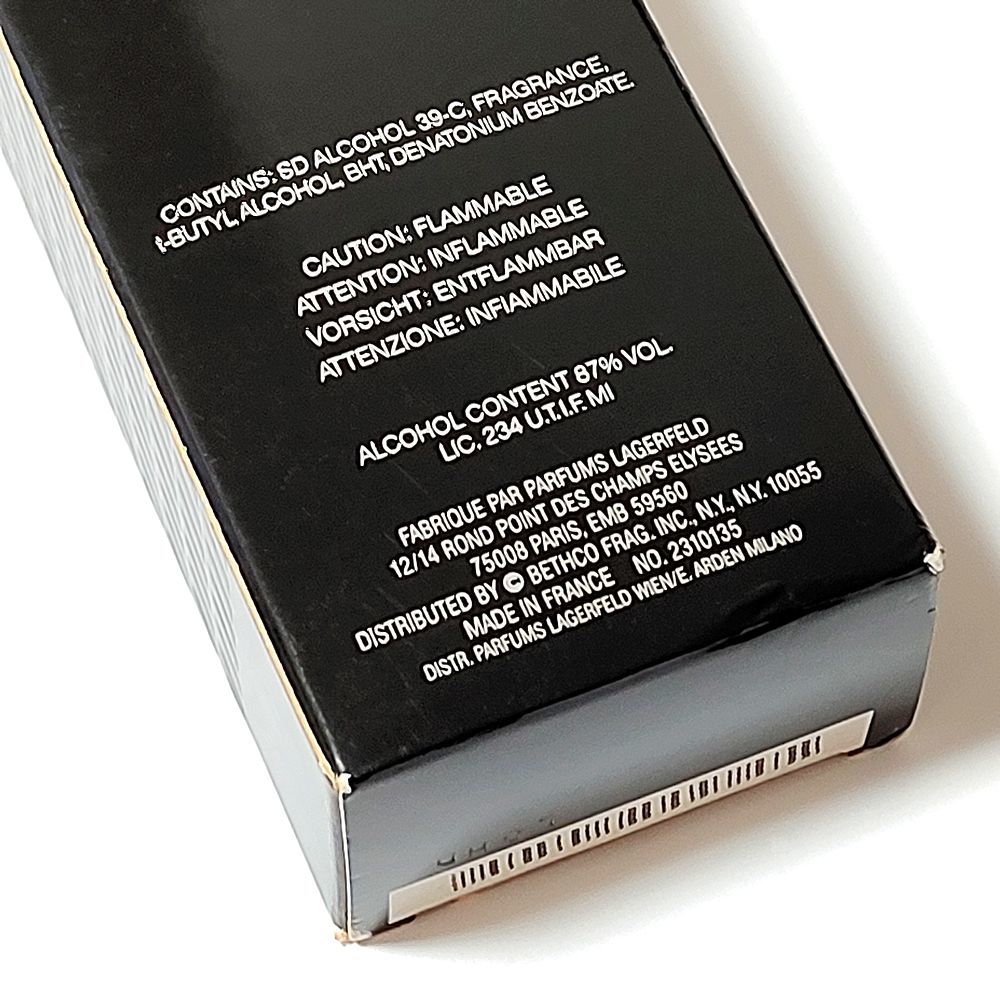 CONTAINS: SD ALCOHOL 39-C, FRAGRANCE,
t-BUTYL ALCOHOL, BHT, DENATONIUM BENZOATE.
CAUTION: FLAMMABLE
ATTENTION: INFLAMMABLE
VORSICHT: ENTFLAMMBAR
ATTENZIONE: INFIAMMABILE
ALCOHOL CONTENT 87% VOL.
LIC. 234 U.T.I.F. MI
FABRIQUE PAR PARFUMS LAGERFELD
12/14 ROND POINT DES CHAMPS ELYSEES
75008 PARIS, EMB 59560
DISTRIBUTED BY © BETHCO FRAG. INC., N.Y., N.Y. 10055
MADE IN FRANCE NO. 2310135
DISTR. PARFUMS LAGERFELD WIEN/E. ARDEN MILANO